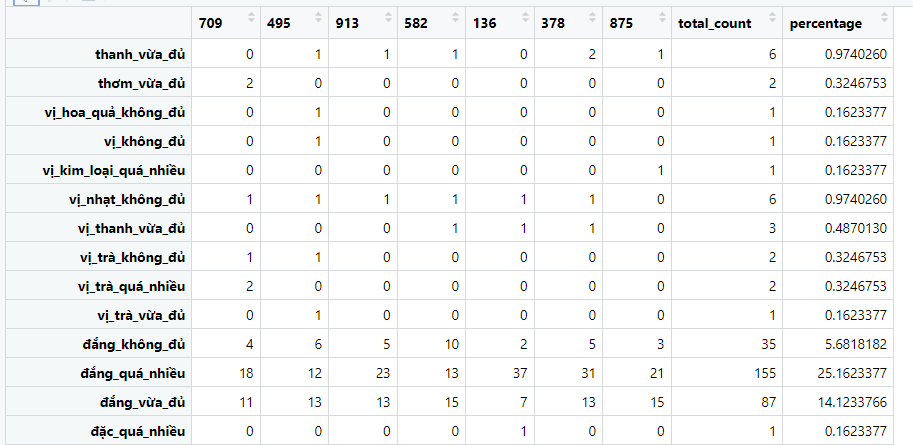 709 495 913 582 136 378 875 total_count percentage
thanh_vừa_đủ 0 1 1 1 0 2 1 6 0.9740260
thơm_vừa_đủ 2 0 0 0 0 0 0 2 0.3246753
vị_hoa_quả_không_đủ 0 1 0 0 0 0 0 1 0.1623377
vị_không_đủ 0 1 0 0 0 0 0 1 0.1623377
vị_kim_loại_quá_nhiều 0 0 0 0 0 0 1 1 0.1623377
vị_nhạt_không_đủ 1 1 1 1 1 1 0 6 0.9740260
vị_thanh_vừa_đủ 0 0 0 1 1 1 0 3 0.4870130
vị_trà_không_đủ 1 1 0 0 0 0 0 2 0.3246753
vị_trà_quá_nhiều 2 0 0 0 0 0 0 2 0.3246753
vị_trà_vừa_đủ 0 1 0 0 0 0 0 1 0.1623377
đắng_không_đủ 4 6 5 10 2 5 3 35 5.6818182
đắng_quá_nhiều 18 12 23 13 37 31 21 155 25.1623377
đắng_vừa_đủ 11 13 13 15 7 13 15 87 14.1233766
đặc_quá_nhiều 0 0 0 0 1 0 0 1 0.1623377